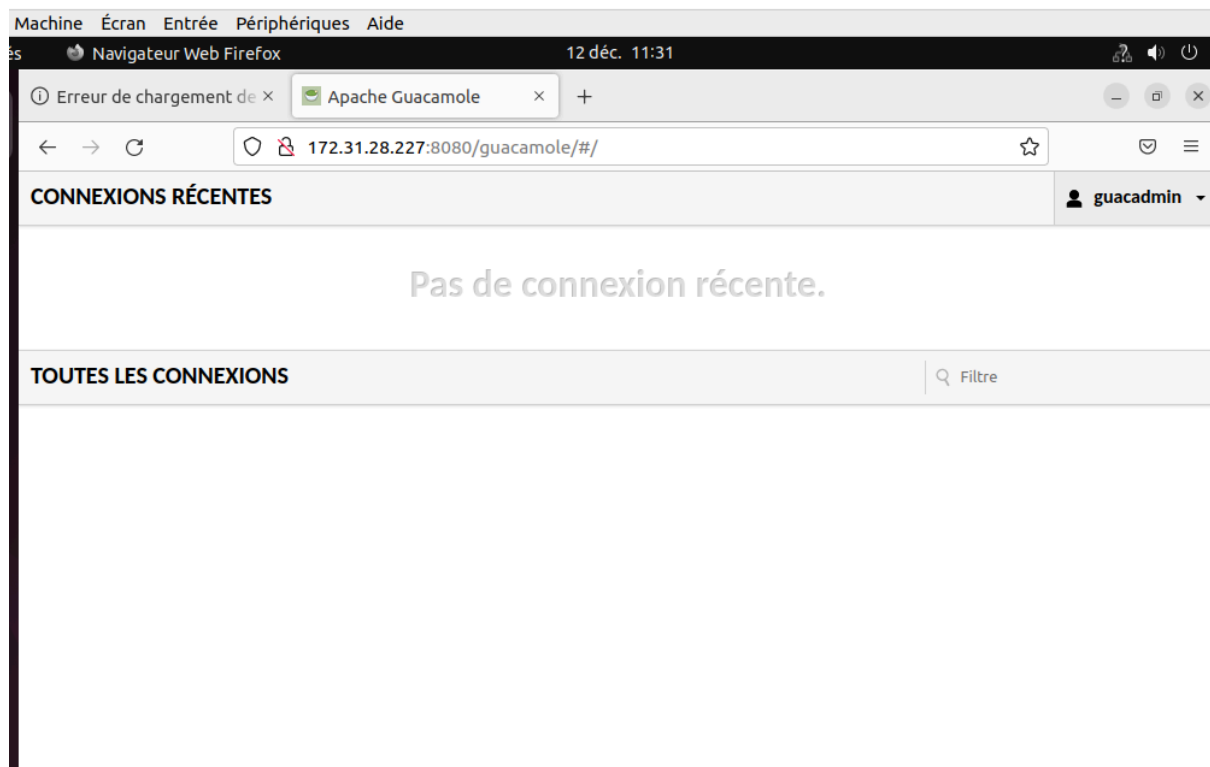 Machine Écran Entrée Périphériques Aide
és Navigateur Web Firefox 12 déc. 11:31
Erreur de chargement de Apache Guacamole
172.31.28.227:8080/guacamole/#/
CONNEXIONS RÉCENTES guacadmin
Pas de connexion récente.
TOUTES LES CONNEXIONS Filtre